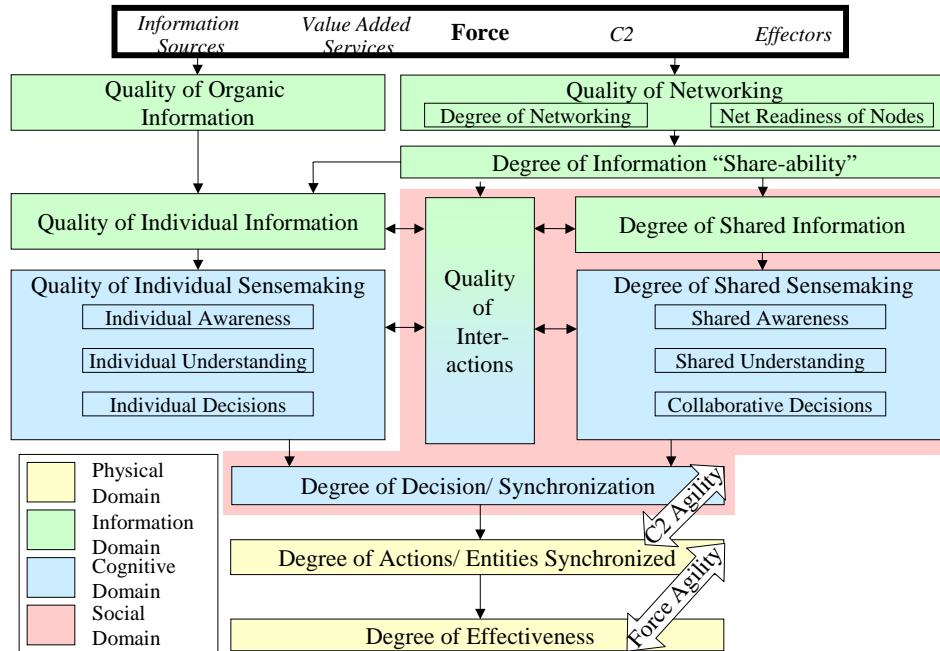 Information
Sources
Value Added
Services
Force
C2
Effectors
Quality of Organic
Information
Quality of Networking
Degree of Networking
Net Readiness of Nodes
Degree of Information “Share-ability”
Quality of Individual Information
Degree of Shared Information
Quality of Individual Sensemaking
Individual Awareness
Individual Understanding
Individual Decisions
Quality
of
Inter-
actions
Degree of Shared Sensemaking
Shared Awareness
Shared Understanding
Collaborative Decisions
Degree of Decision/ Synchronization
C2 Agility
Degree of Actions/ Entities Synchronized
Force Agility
Degree of Effectiveness
Physical
Domain
Information
Domain
Cognitive
Domain
Social
Domain